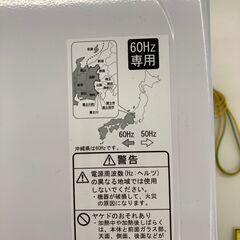 60Hz
専用
新潟
長野
60Hz 50Hz
沖縄県は60Hzです。
警告
電源周波数(Hz:ヘルツ)
の異なる地域では使用
しないでください。
機器が破損して、火災
の原因になります。
ヤケドのおそれあり
・加熱中や加熱後しばら
くは、本体前面ガラス部、
天面、側面、後面などが